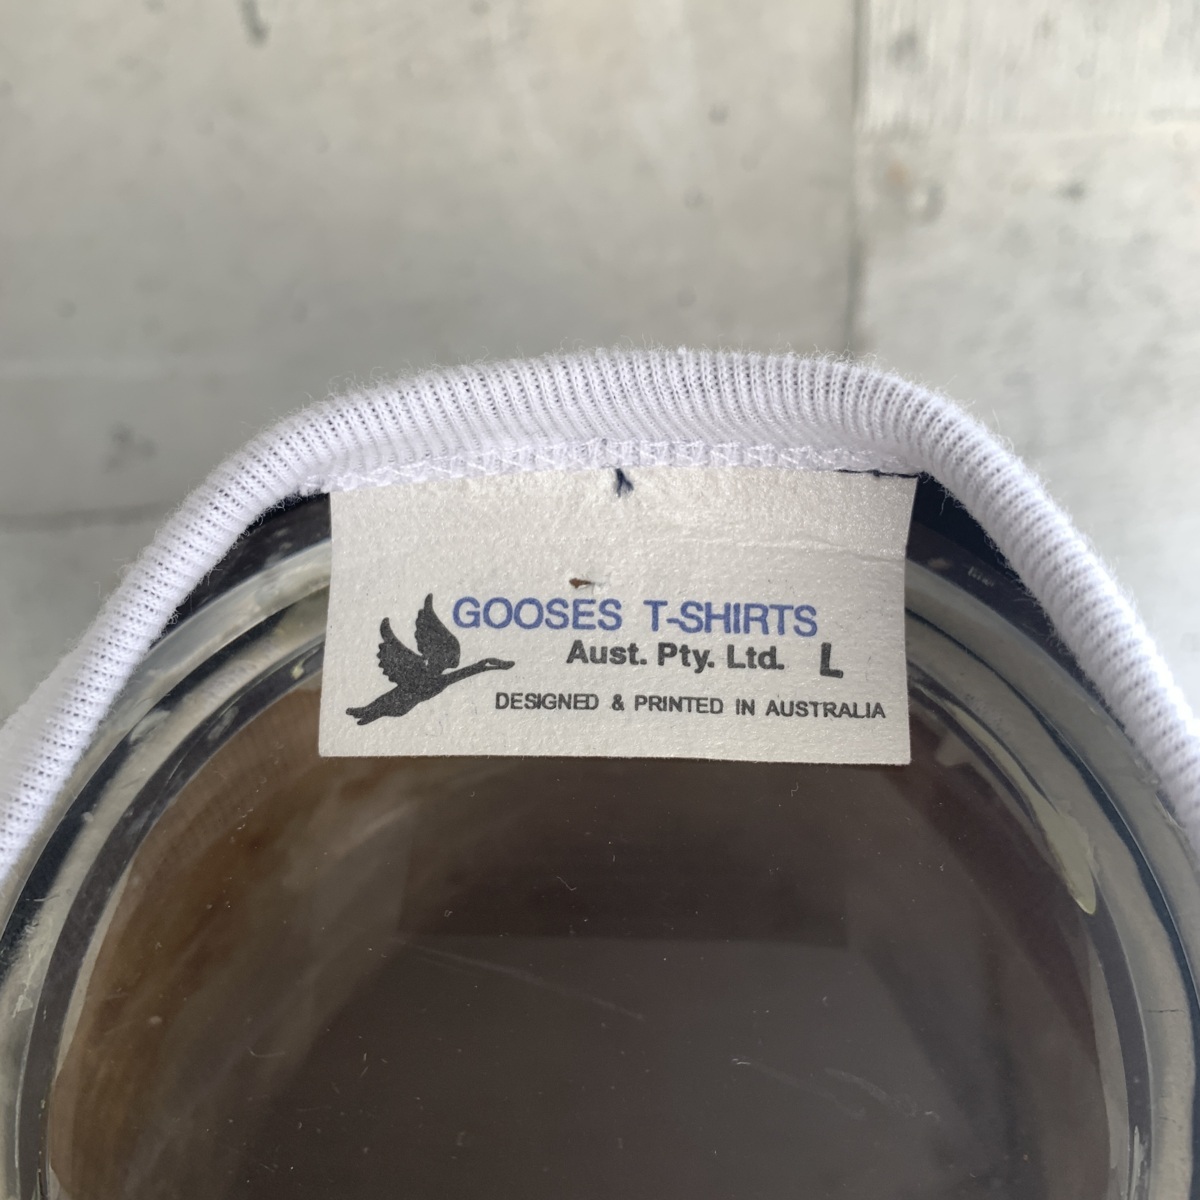 GOOSES T-SHIRTS
Aust. Pty. Ltd. L
DESIGNED & PRINTED IN AUSTRALIA